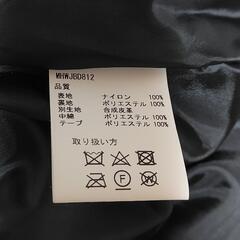 MHWJBD812
品質
表地 ナイロン 100%
裏地 ポリエステル 100%
別生地 合成皮革
中綿 ポリエステル 100%
テープ ポリエステル 100%
取り扱い方
F